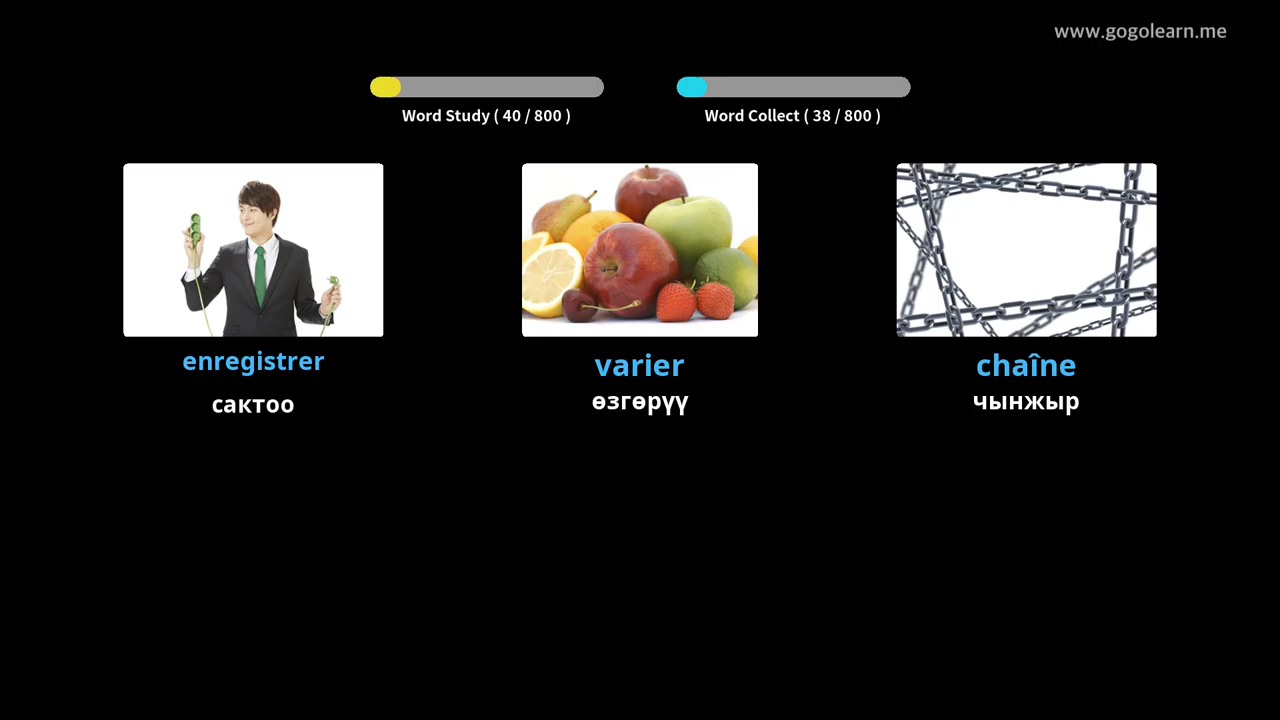 www.gogolearn.me
Word Study ( 40 / 800 )
Word Collect ( 38 / 800 )
enregistrer
varier
chaîne
сактоо
өзгөрүү
чынжыр